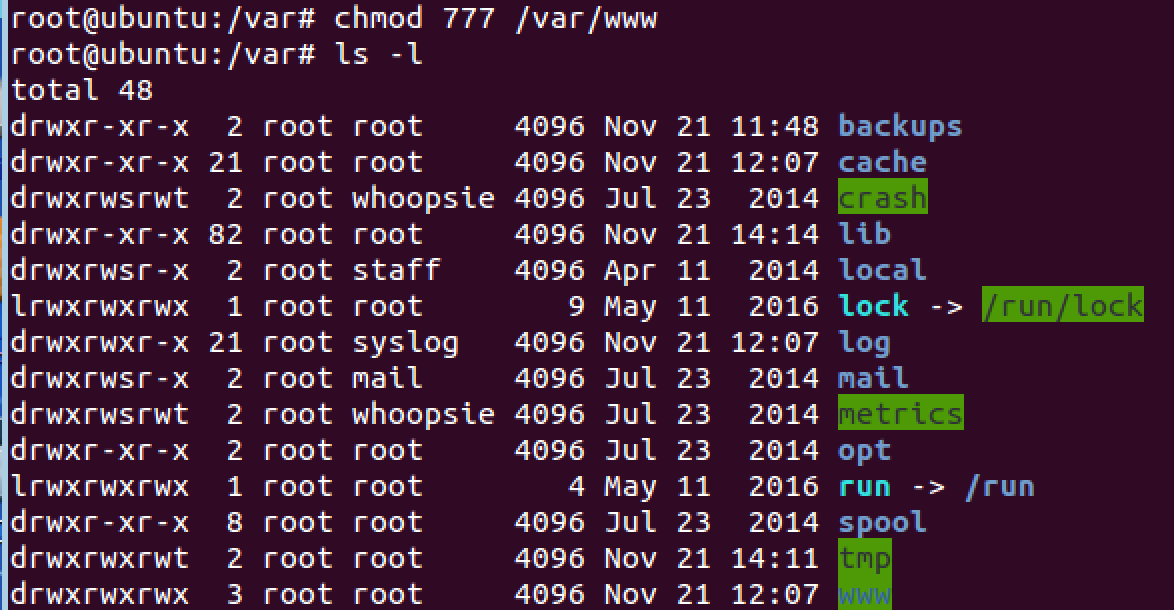 root@ubuntu:/var# chmod 777 /var/www
root@ubuntu:/var# ls -l
total 48
drwxr-xr-x  2 root root     4096 Nov 21 11:48 backups
drwxr-xr-x 21 root root     4096 Nov 21 12:07 cache
drwxrwsrwt  2 root whoopsie 4096 Jul 23  2014 crash
drwxr-xr-x 82 root root     4096 Nov 21 14:14 lib
drwxrwsr-x  2 root staff    4096 Apr 11  2014 local
lrwxrwxrwx  1 root root        9 May 11  2016 lock -> /run/lock
drwxrwxr-x 21 root syslog   4096 Nov 21 12:07 log
drwxrwsr-x  2 root mail     4096 Jul 23  2014 mail
drwxrwsrwt  2 root whoopsie 4096 Jul 23  2014 metrics
drwxr-xr-x  2 root root     4096 Jul 23  2014 opt
lrwxrwxrwx  1 root root        4 May 11  2016 run -> /run
drwxr-xr-x  8 root root     4096 Jul 23  2014 spool
drwxrwxrwt  2 root root     4096 Nov 21 14:11 tmp
drwxrwxrwx  3 root root     4096 Nov 21 12:07 www